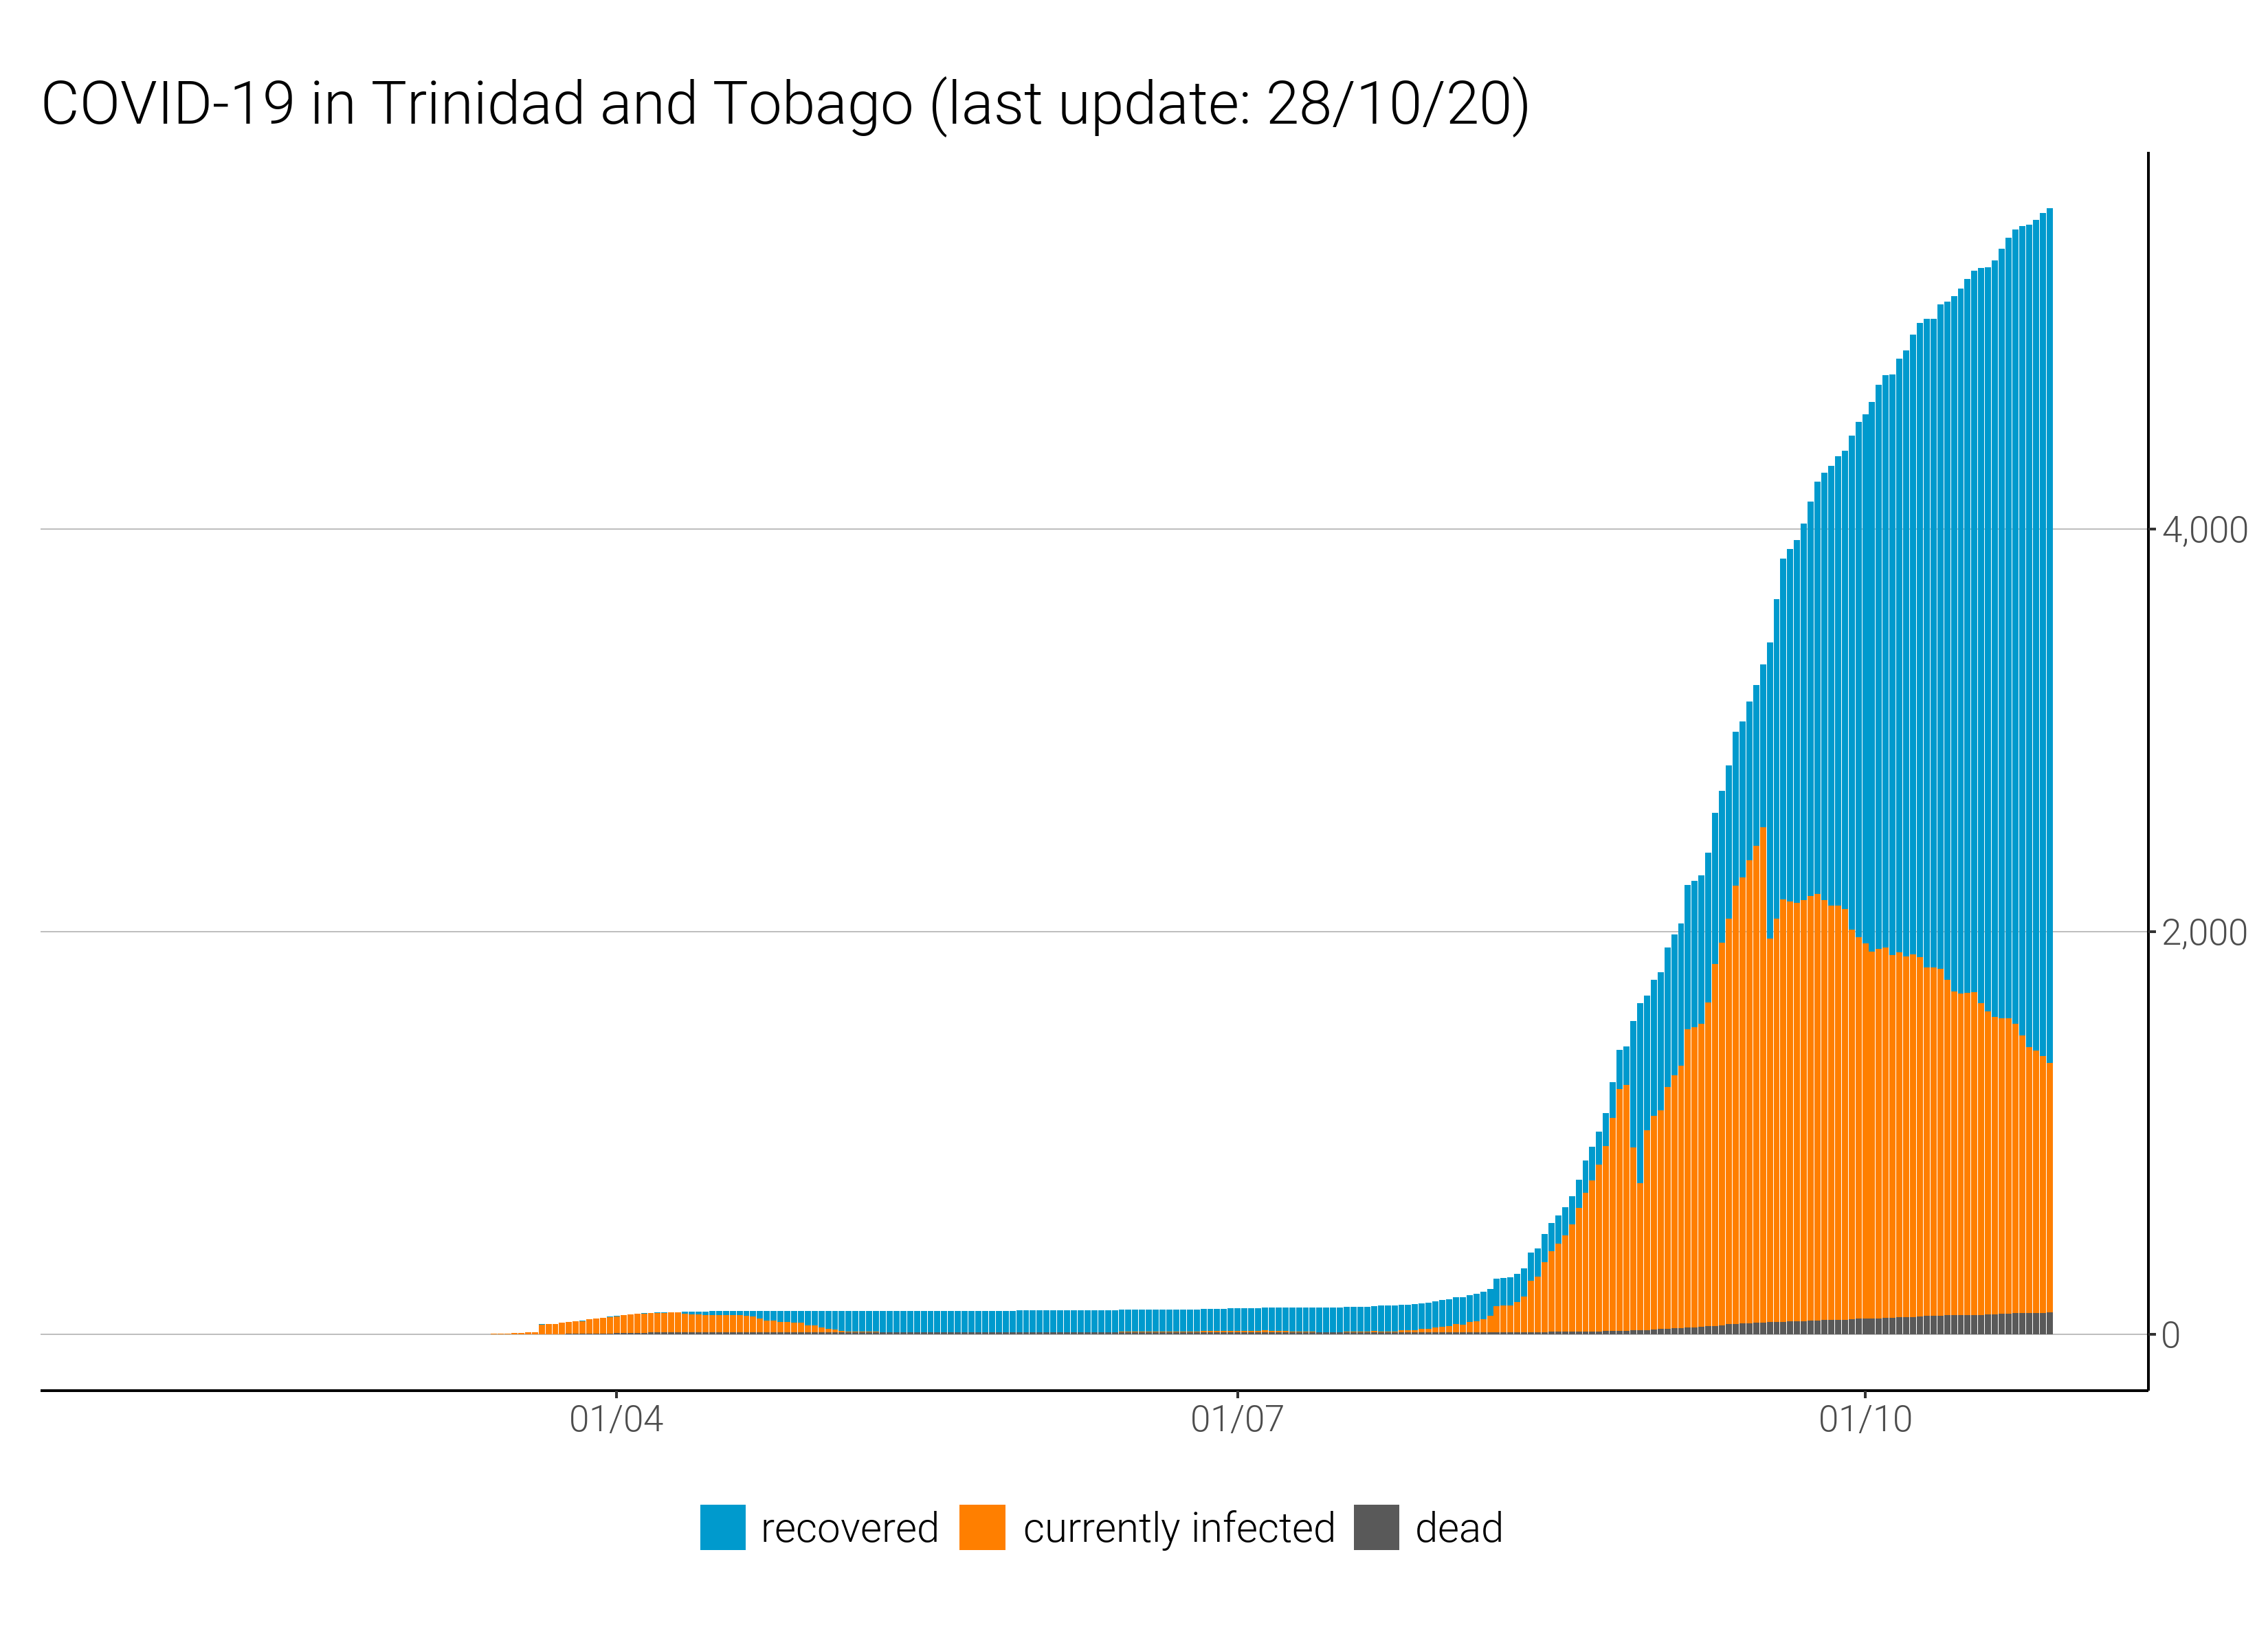 COVID-19 in Trinidad and Tobago (last update: 28/10/20)
4,000
2,000
0
01/04 01/07 01/10
recovered currently infected dead